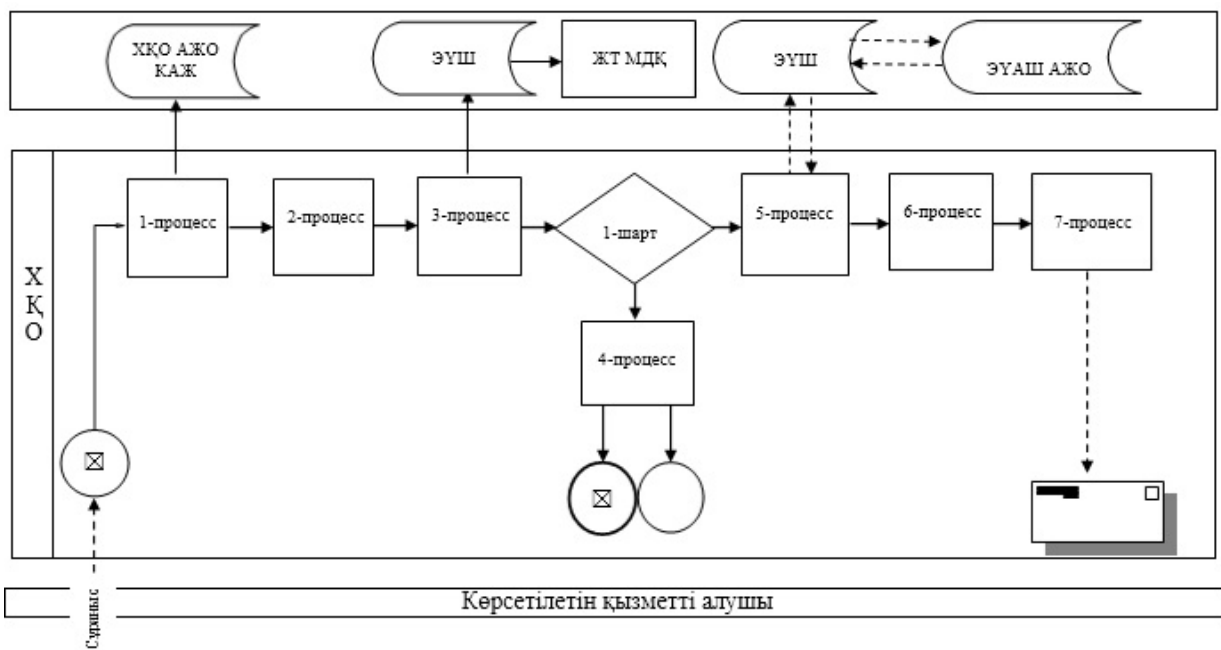 ХҚО АЖО
КАЖ
ЭҮШ
ЖТ МДҚ
ЭҮШ
ЭҮАШ АЖО
ХҚО
1-процесс
2-процесс
3-процесс
1-шарт
5-процесс
6-процесс
7-процесс
4-процесс
Көрсетілетін қызметті алушы
Сұраныс